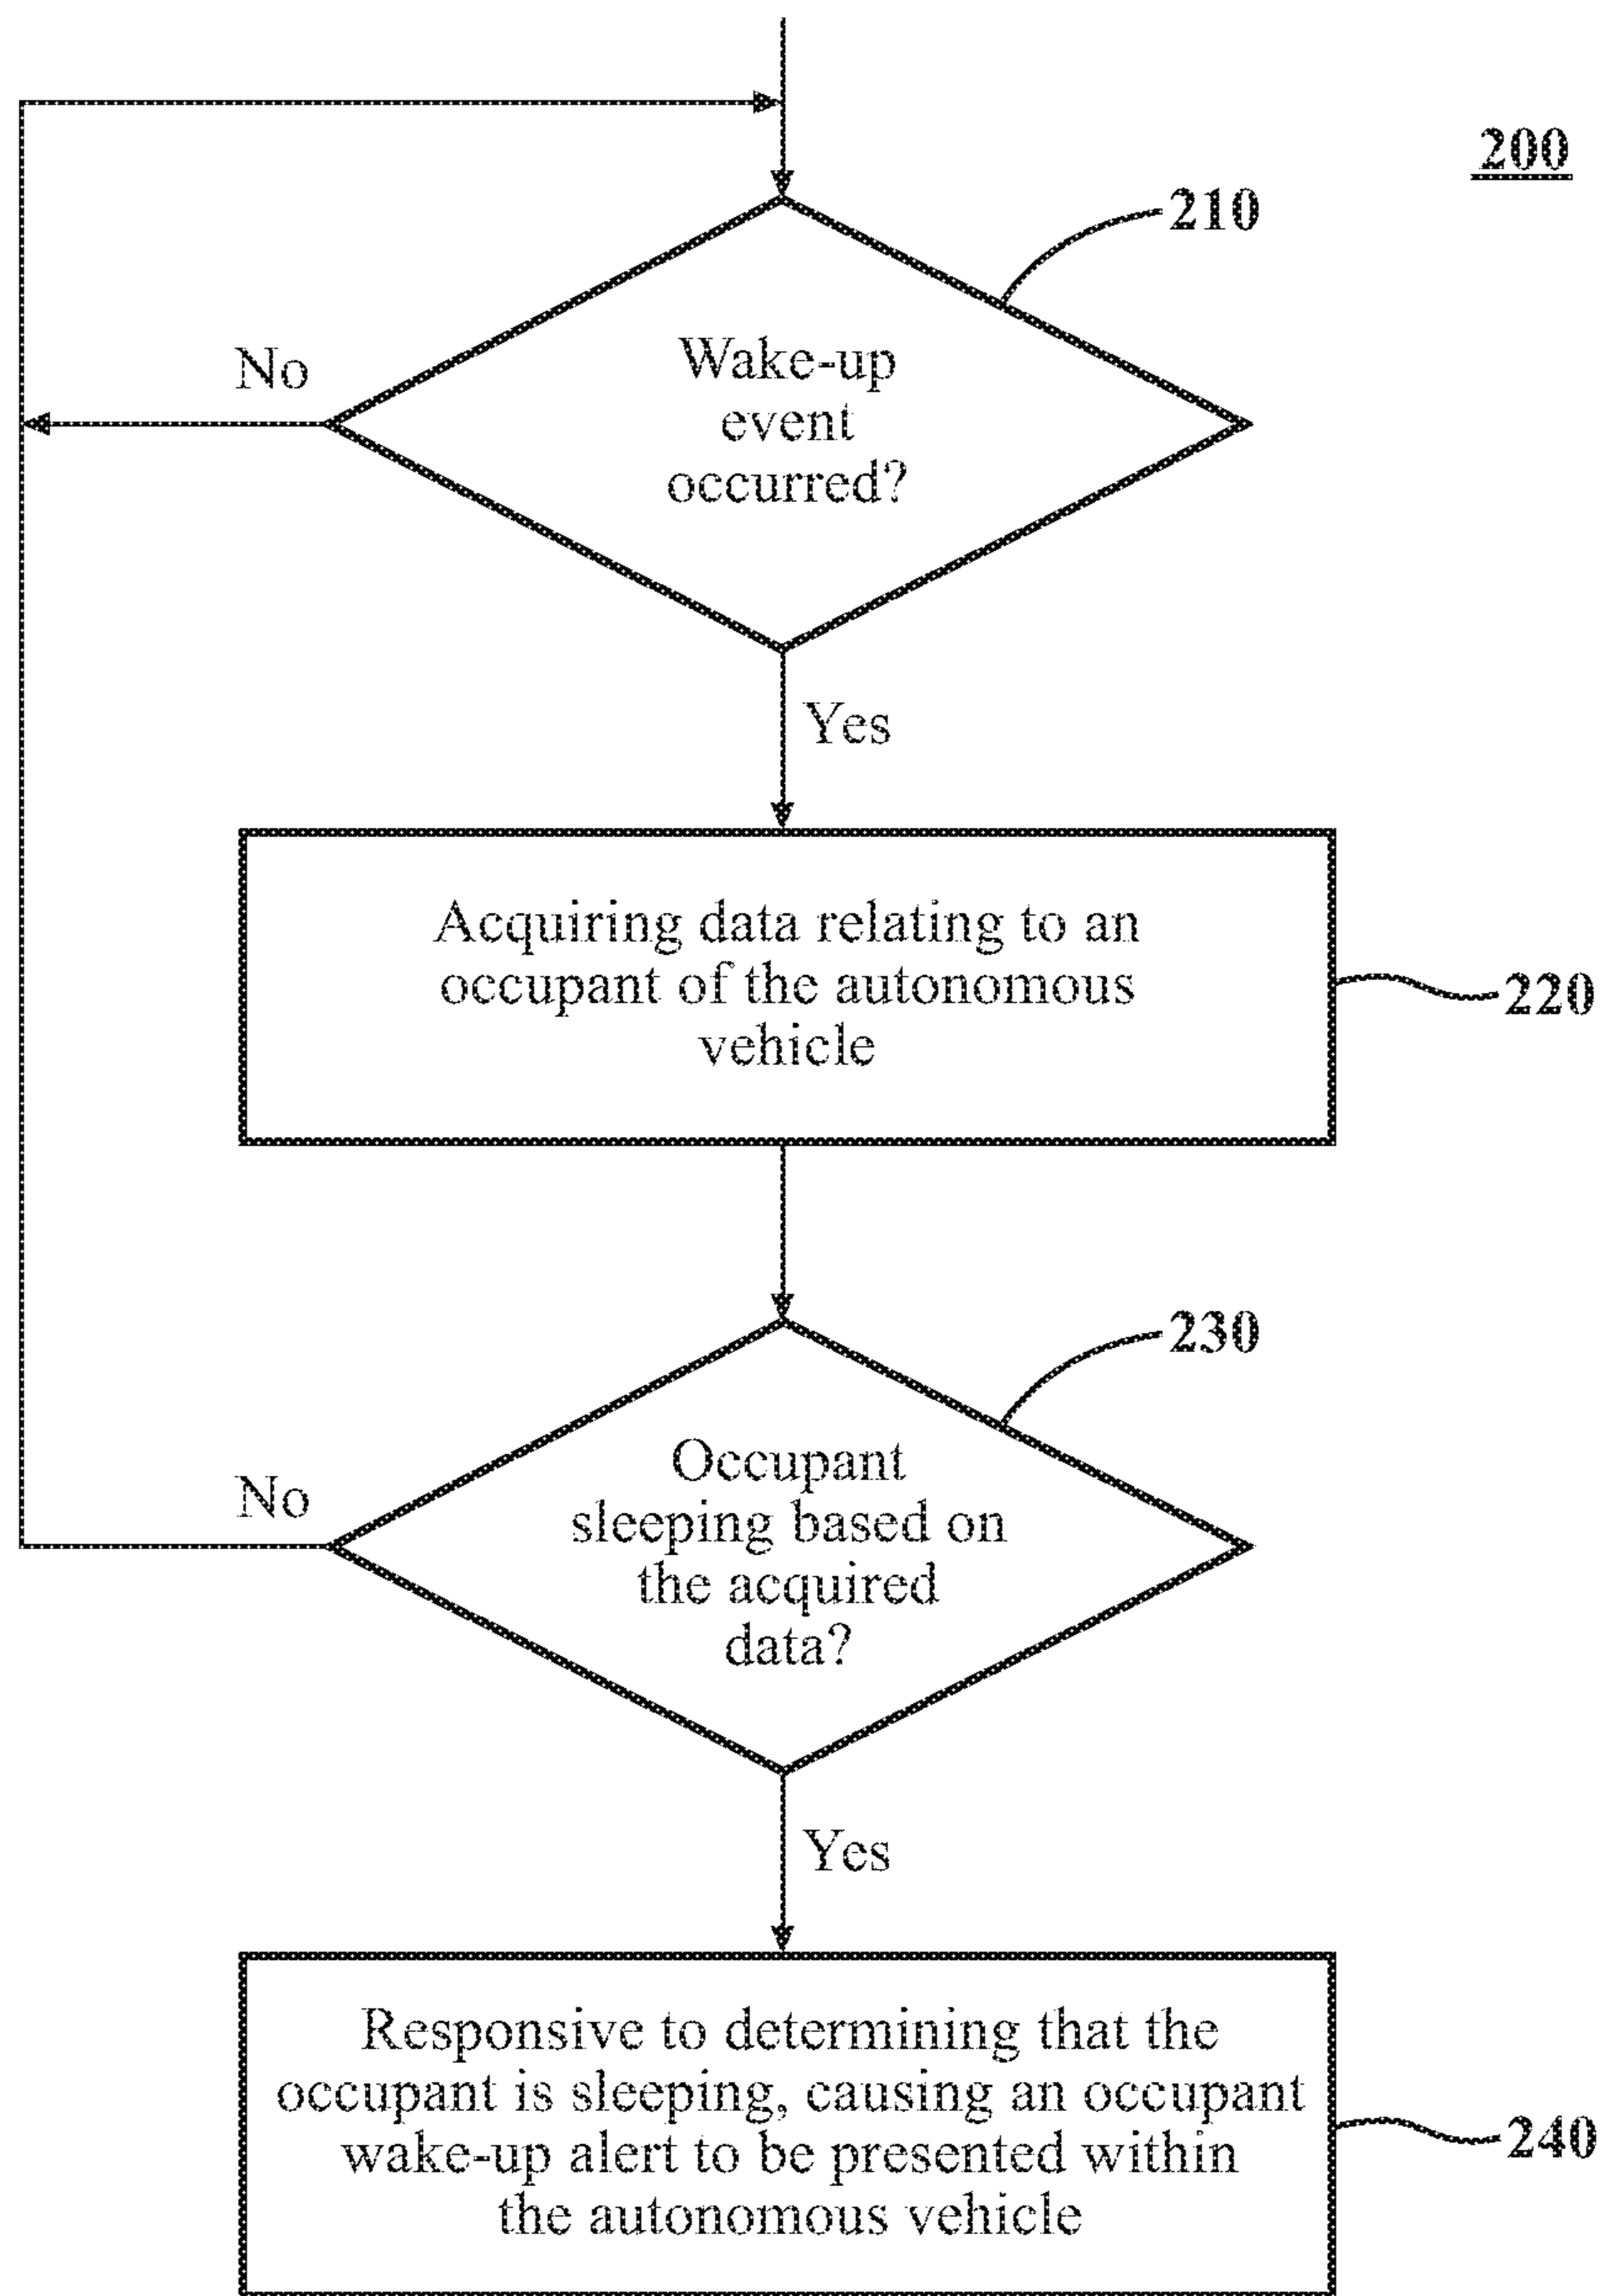 200
210
Wake-up
event
occurred?
No
Yes
Acquiring data relating to an
occupant of the autonomous
vehicle
220
230
Occupant
sleeping based on
the acquired
data?
No
Yes
Responsive to determining that the
occupant is sleeping, causing an occupant
wake-up alert to be presented within
the autonomous vehicle
240